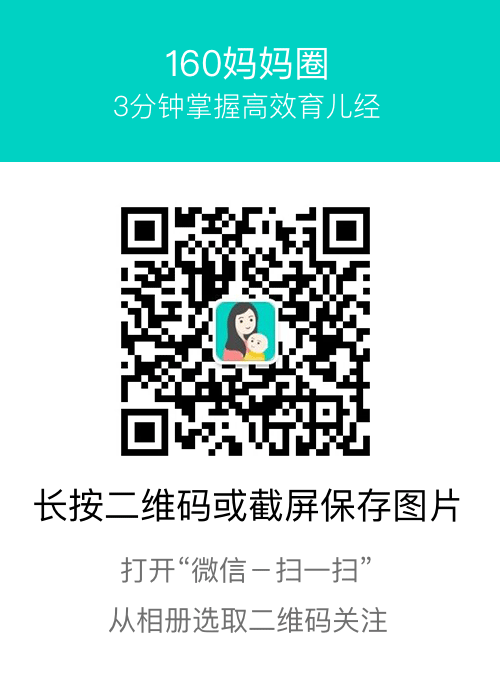 160妈妈圈
3分钟掌握高效育儿经
长按二维码或截屏保存图片
打开“微信－扫一扫”
从相册选取二维码关注